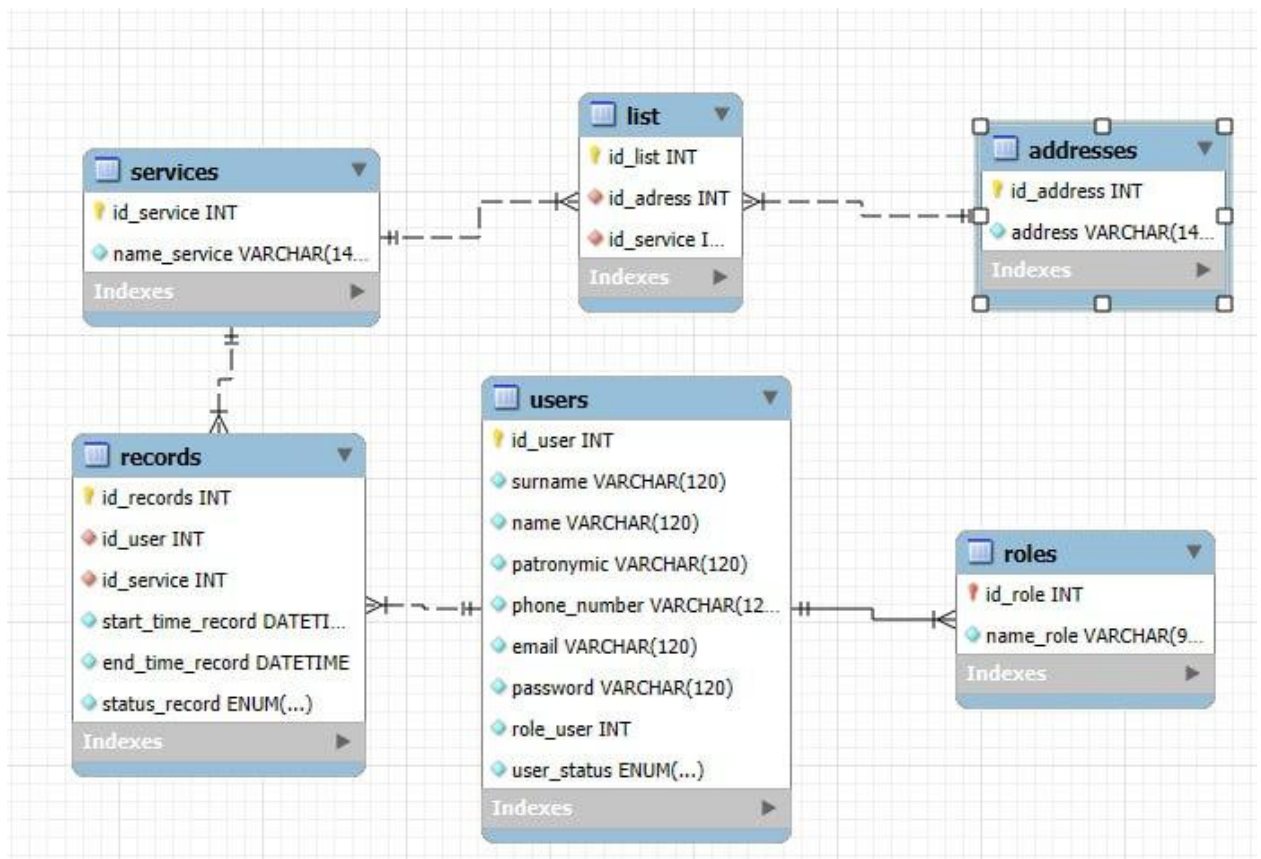 services
id_service INT
name_service VARCHAR(14...
Indexes
list
id_list INT
id_adress INT
id_service I...
Indexes
addresses
id_address INT
address VARCHAR(14...
Indexes
records
id_records INT
id_user INT
id_service INT
start_time_record DATETI...
end_time_record DATETIME
status_record ENUM(...)
Indexes
users
id_user INT
surname VARCHAR(120)
name VARCHAR(120)
patronymic VARCHAR(120)
phone_number VARCHAR(12...
email VARCHAR(120)
password VARCHAR(120)
role_user INT
user_status ENUM(...)
Indexes
roles
id_role INT
name_role VARCHAR(9...
Indexes